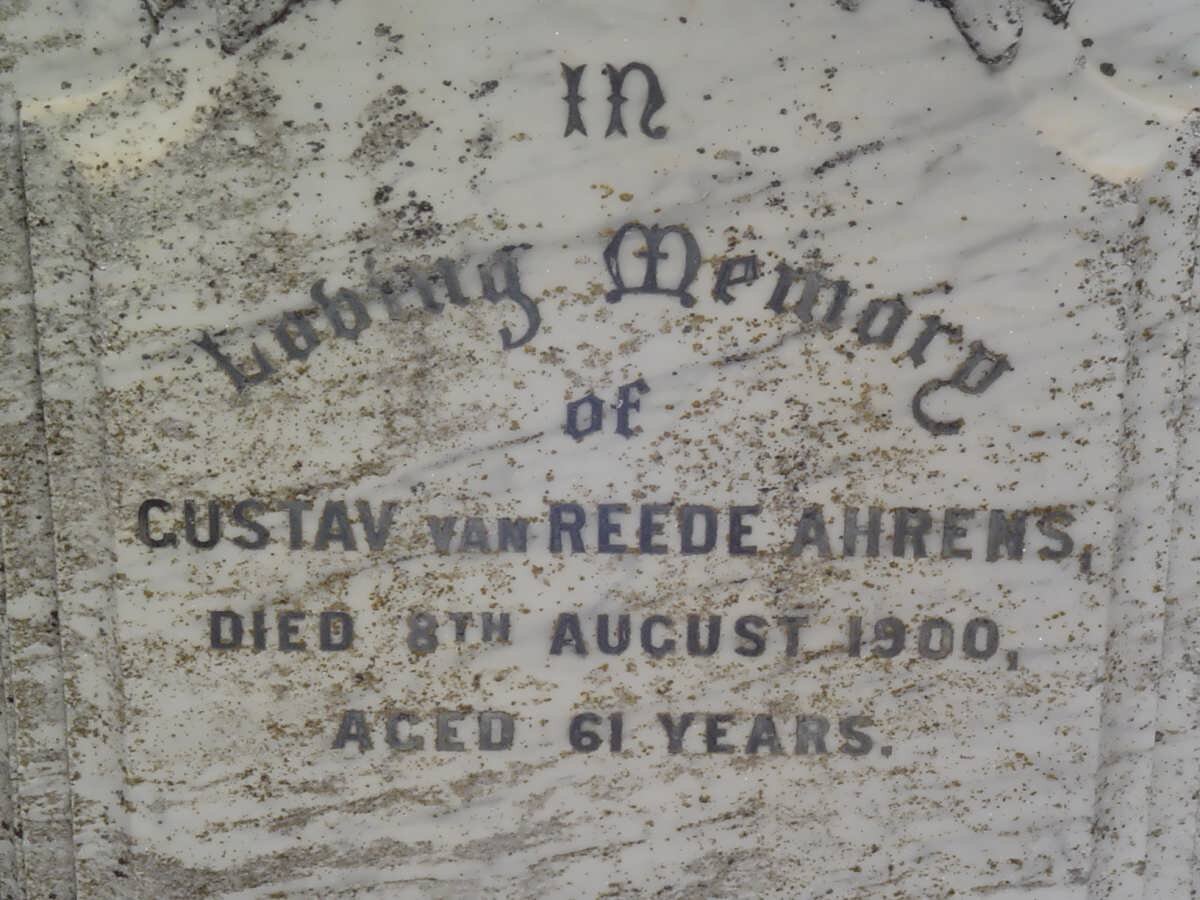 IN
Loving Memory
of
GUSTAV VAN REEDE AHRENS,
DIED 8TH AUGUST 1900,
AGED 61 YEARS.